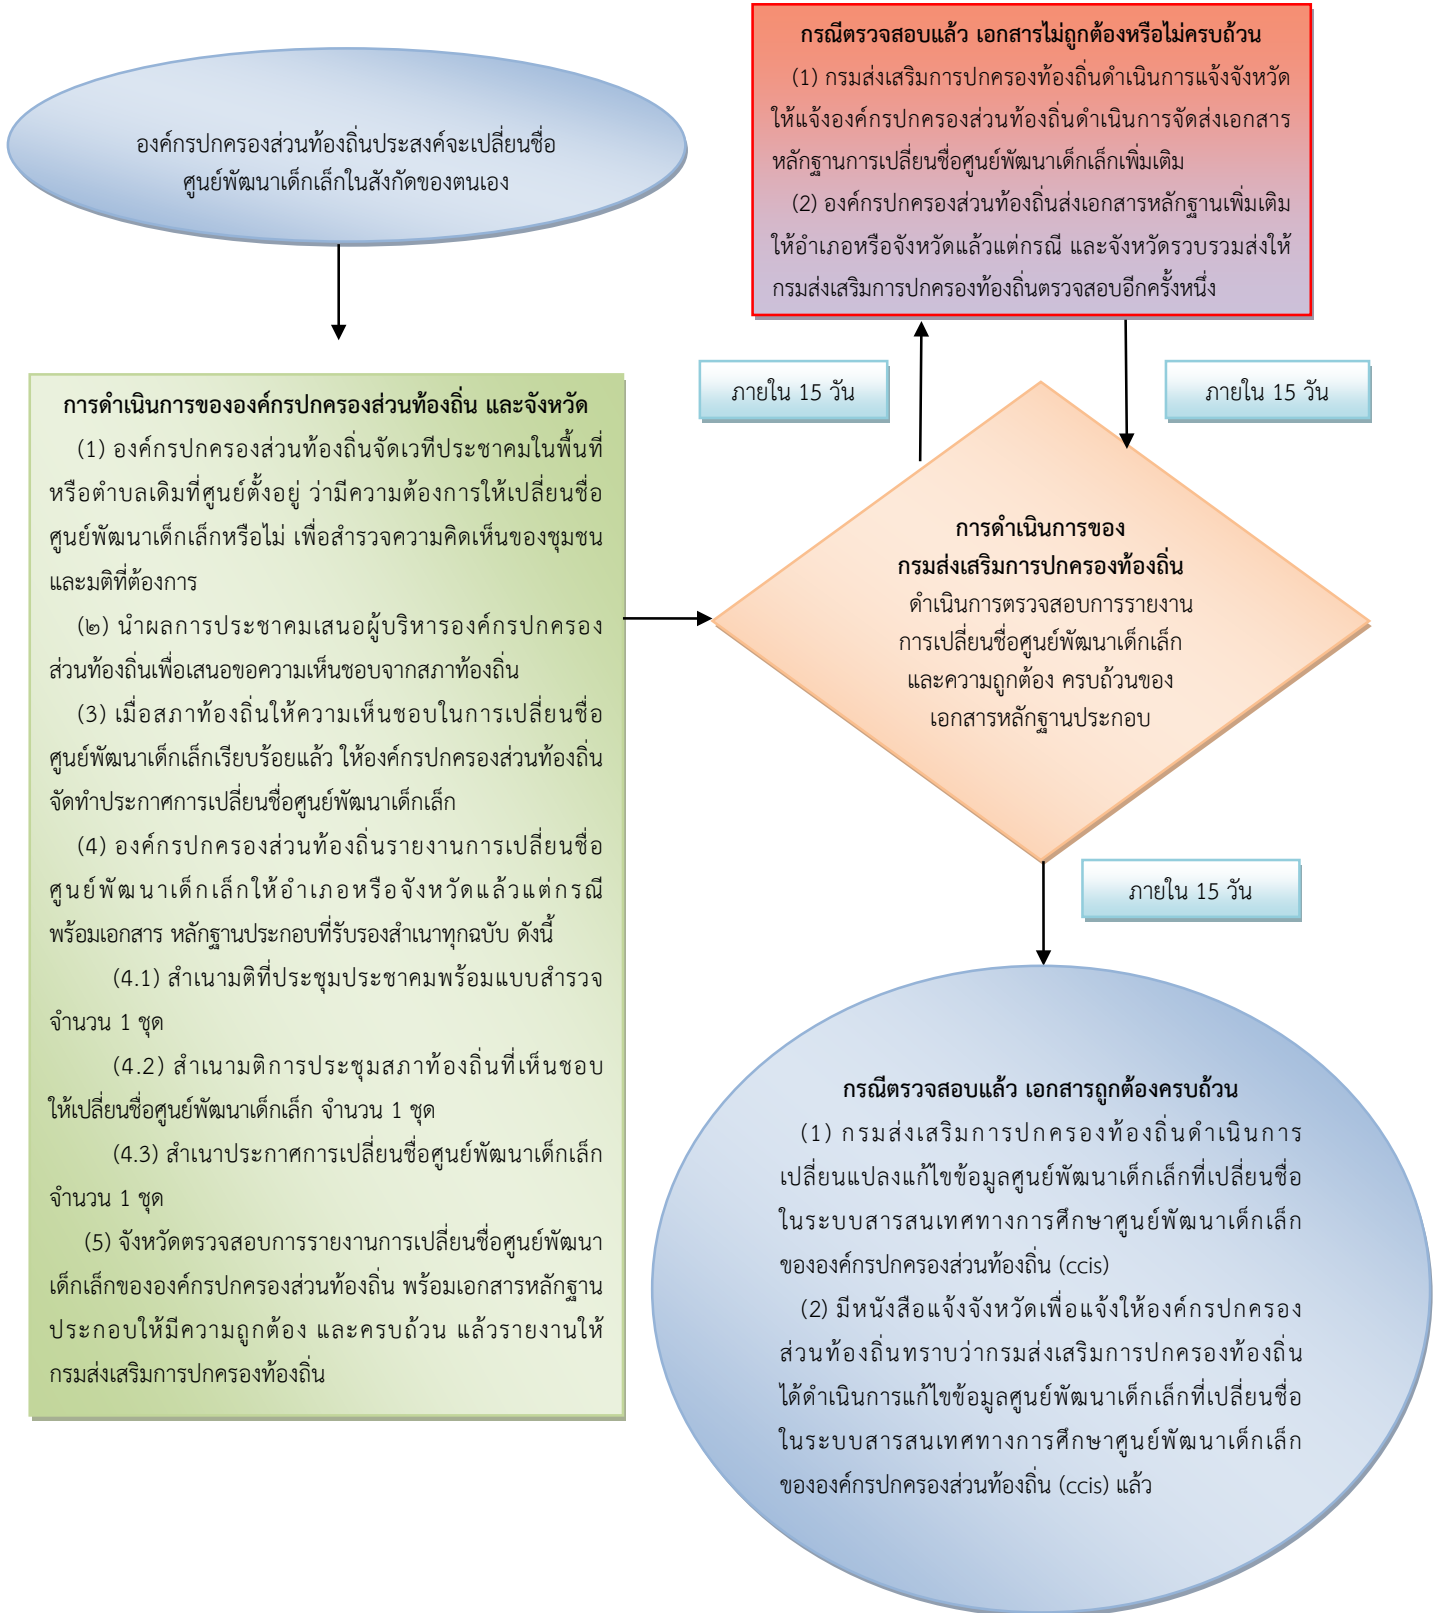 องค์กรปกครองส่วนท้องถิ่นประสงค์จะเปลี่ยนชื่อ
ศูนย์พัฒนาเด็กเล็กในสังกัดของตนเอง
การดำเนินการขององค์กรปกครองส่วนท้องถิ่น และจังหวัด
(1) องค์กรปกครองส่วนท้องถิ่นจัดเวทีประชาคมในพื้นที่
หรือตำบลเดิมที่ศูนย์ตั้งอยู่ ว่ามีความต้องการให้เปลี่ยนชื่อ
ศูนย์พัฒนาเด็กเล็กหรือไม่ เพื่อสำรวจความคิดเห็นของชุมชน
และมติที่ต้องการ
(๒) นำผลการประชาคมเสนอผู้บริหารองค์กรปกครอง
ส่วนท้องถิ่นเพื่อเสนอขอความเห็นชอบจากสภาท้องถิ่น
(3) เมื่อสภาท้องถิ่นให้ความเห็นชอบในการเปลี่ยนชื่อ
ศูนย์พัฒนาเด็กเล็กเรียบร้อยแล้ว ให้องค์กรปกครองส่วนท้องถิ่น
จัดทำประกาศการเปลี่ยนชื่อศูนย์พัฒนาเด็กเล็ก
(4) องค์กรปกครองส่วนท้องถิ่นรายงานการเปลี่ยนชื่อ
ศูนย์พัฒนาเด็กเล็กให้อำเภอหรือจังหวัดแล้วแต่กรณี
พร้อมเอกสาร หลักฐานประกอบที่รับรองสำเนาทุกฉบับ ดังนี้
(4.1) สำเนามติที่ประชุมประชาคมพร้อมแบบสำรวจ
จำนวน 1 ชุด
(4.2) สำเนามติการประชุมสภาท้องถิ่นที่เห็นชอบ
ให้เปลี่ยนชื่อศูนย์พัฒนาเด็กเล็ก จำนวน 1 ชุด
(4.3) สำเนาประกาศการเปลี่ยนชื่อศูนย์พัฒนาเด็กเล็ก
จำนวน 1 ชุด
(5) จังหวัดตรวจสอบการรายงานการเปลี่ยนชื่อศูนย์พัฒนา
เด็กเล็กขององค์กรปกครองส่วนท้องถิ่น พร้อมเอกสารหลักฐาน
ประกอบให้มีความถูกต้อง และครบถ้วน แล้วรายงานให้
กรมส่งเสริมการปกครองท้องถิ่น
กรณีตรวจสอบแล้ว เอกสารไม่ถูกต้องหรือไม่ครบถ้วน
(1) กรมส่งเสริมการปกครองท้องถิ่นดำเนินการแจ้งจังหวัด
ให้แจ้งองค์กรปกครองส่วนท้องถิ่นดำเนินการจัดส่งเอกสาร
หลักฐานการเปลี่ยนชื่อศูนย์พัฒนาเด็กเล็กเพิ่มเติม
(2) องค์กรปกครองส่วนท้องถิ่นส่งเอกสารหลักฐานเพิ่มเติม
ให้อำเภอหรือจังหวัดแล้วแต่กรณี และจังหวัดรวบรวมส่งให้
กรมส่งเสริมการปกครองท้องถิ่นตรวจสอบอีกครั้งหนึ่ง
ภายใน 15 วัน
ภายใน 15 วัน
การดำเนินการของ
กรมส่งเสริมการปกครองท้องถิ่น
ดำเนินการตรวจสอบการรายงาน
การเปลี่ยนชื่อศูนย์พัฒนาเด็กเล็ก
และความถูกต้อง ครบถ้วนของ
เอกสารหลักฐานประกอบ
ภายใน 15 วัน
กรณีตรวจสอบแล้ว เอกสารถูกต้องครบถ้วน
(1) กรมส่งเสริมการปกครองท้องถิ่นดำเนินการ
เปลี่ยนแปลงแก้ไขข้อมูลศูนย์พัฒนาเด็กเล็กที่เปลี่ยนชื่อ
ในระบบสารสนเทศทางการศึกษาศูนย์พัฒนาเด็กเล็ก
ขององค์กรปกครองส่วนท้องถิ่น (ccis)
(2) มีหนังสือแจ้งจังหวัดเพื่อแจ้งให้องค์กรปกครอง
ส่วนท้องถิ่นทราบว่ากรมส่งเสริมการปกครองท้องถิ่น
ได้ดำเนินการแก้ไขข้อมูลศูนย์พัฒนาเด็กเล็กที่เปลี่ยนชื่อ
ในระบบสารสนเทศทางการศึกษาศูนย์พัฒนาเด็กเล็ก
ขององค์กรปกครองส่วนท้องถิ่น (ccis) แล้ว